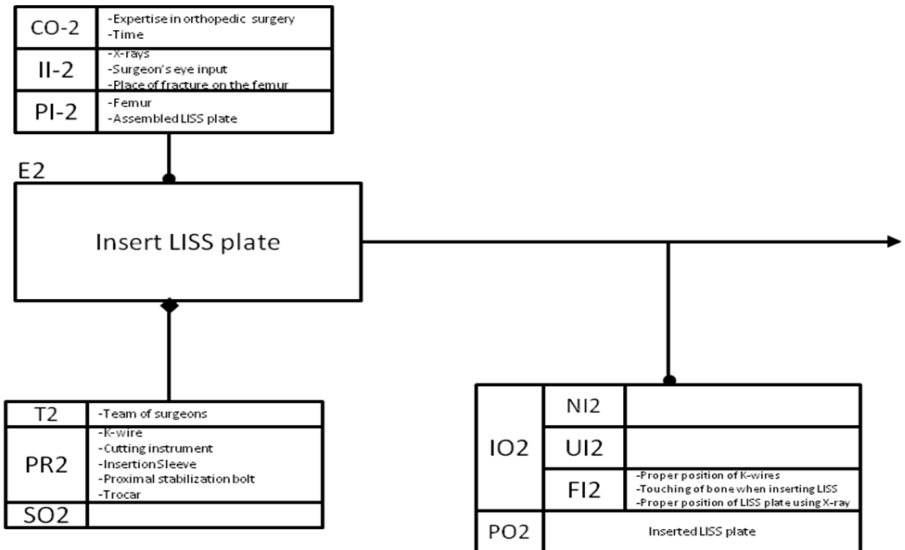 CO-2
-Expertise in orthopedic surgery
-Time
II-2
-X-rays
-Surgeon's eye input
-Place of fracture on the femur
PI-2
-Femur
-Assembled LISS plate
E2
Insert LISS plate
T2
-Team of surgeons
PR2
-K-wire
-Cutting instrument
-Insertion Sleeve
-Proximal stabilization bolt
-Trocar
SO2
IO2
NI2
UI2
FI2
-Proper position of K-wires
-Touching of bone when inserting LISS
-Proper position of LISS plate using X-ray
PO2
Inserted LISS plate